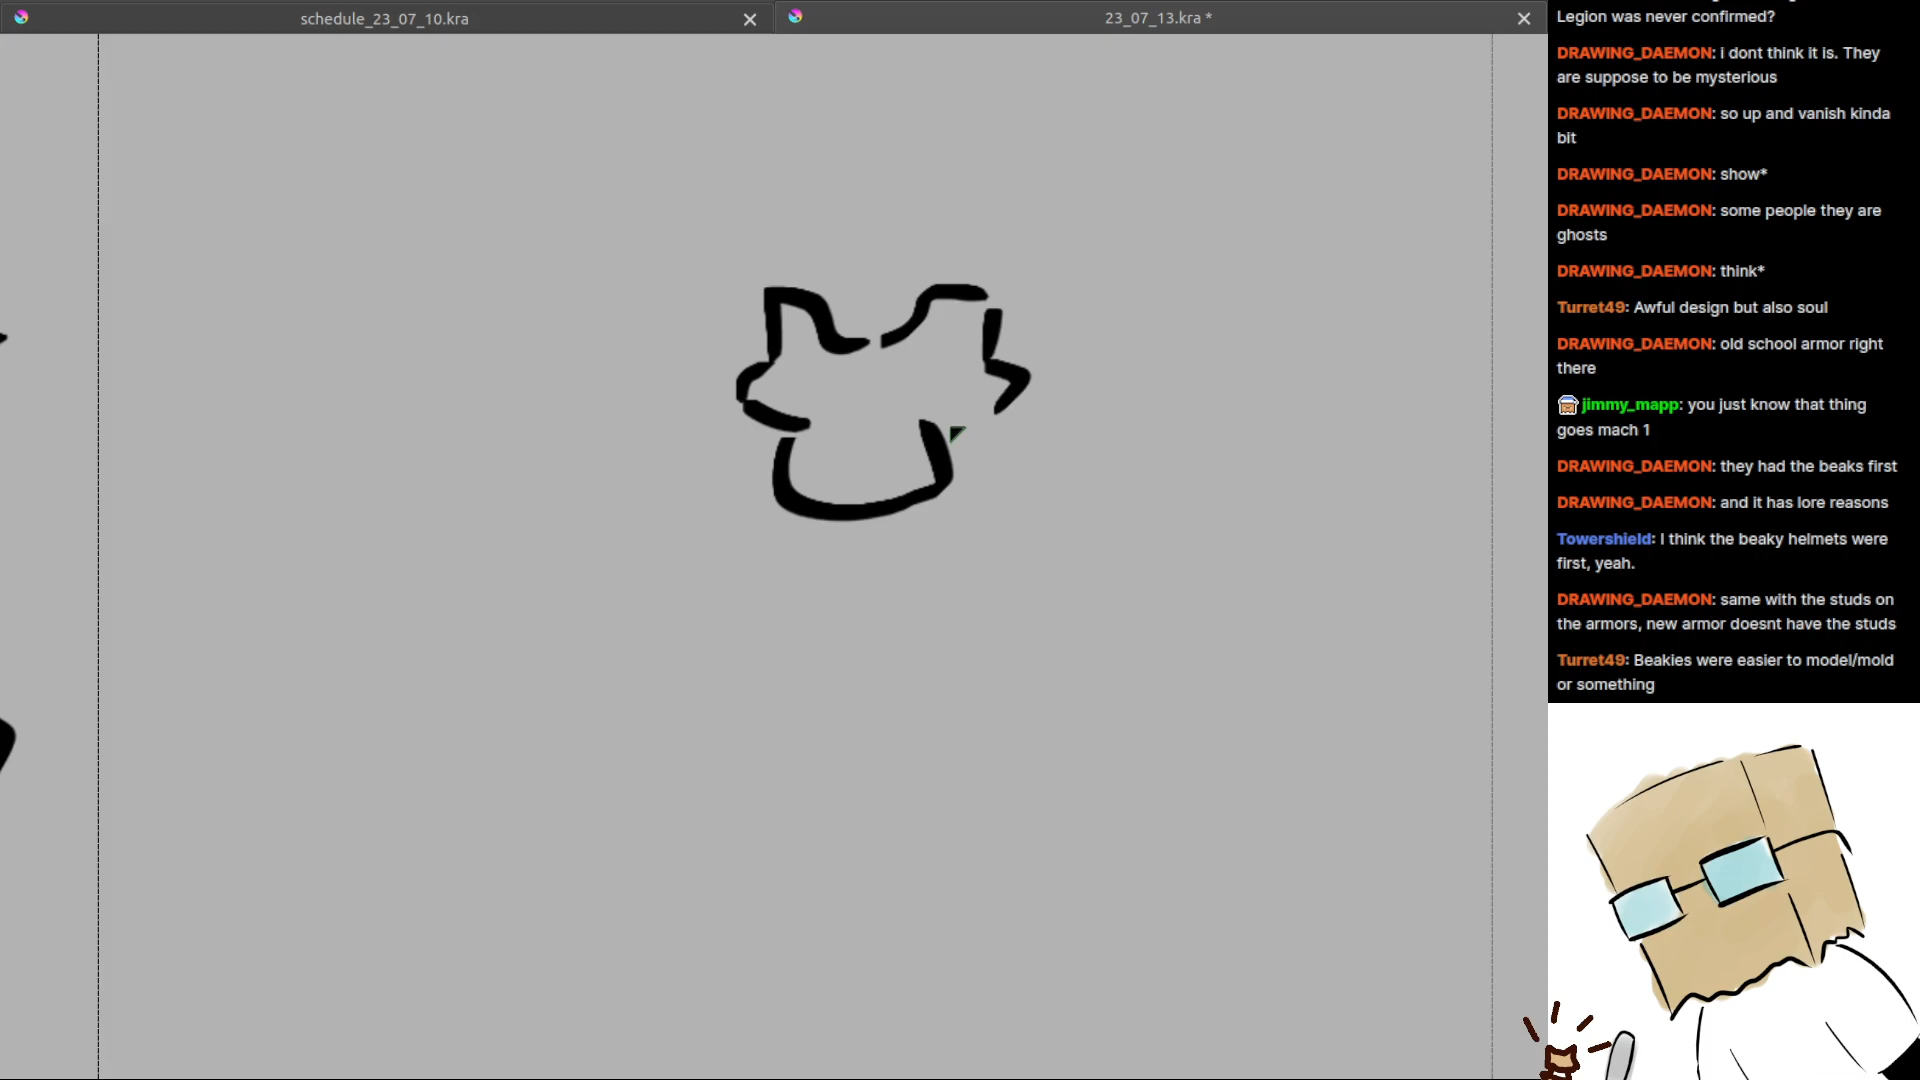 schedule_23_07_10.kra
23_07_13.kra *
Legion was never confirmed?
DRAWING_DAEMON: i dont think it is. They
are suppose to be mysterious
DRAWING_DAEMON: so up and vanish kinda
bit
DRAWING_DAEMON: show*
DRAWING_DAEMON: some people they are
ghosts
DRAWING_DAEMON: think*
Turret49: Awful design but also soul
DRAWING_DAEMON: old school armor right
there
jimmy_mapp: you just know that thing
goes mach 1
DRAWING_DAEMON: they had the beaks first
DRAWING_DAEMON: and it has lore reasons
Towershield: I think the beaky helmets were
first, yeah.
DRAWING_DAEMON: same with the studs on
the armors, new armor doesnt have the studs
Turret49: Beakies were easier to model/mold
or something